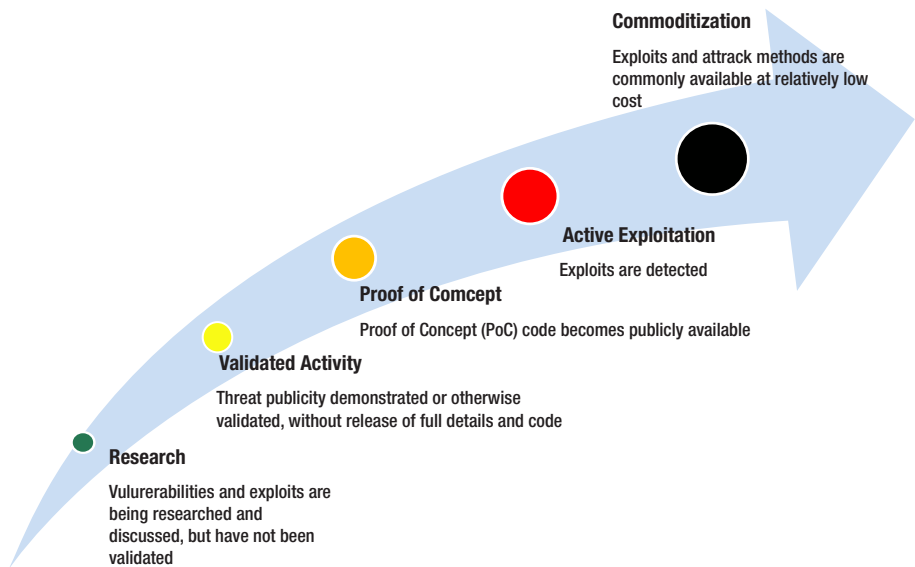 Commoditization
Exploits and attrack methods are
commonly available at relatively low
cost
Active Exploitation
Exploits are detected
Proof of Comcept
Proof of Concept (PoC) code becomes publicly available
Validated Activity
Threat publicity demonstrated or otherwise
validated, without release of full details and code
Research
Vulurerabilities and exploits are
being researched and
discussed, but have not been
validated